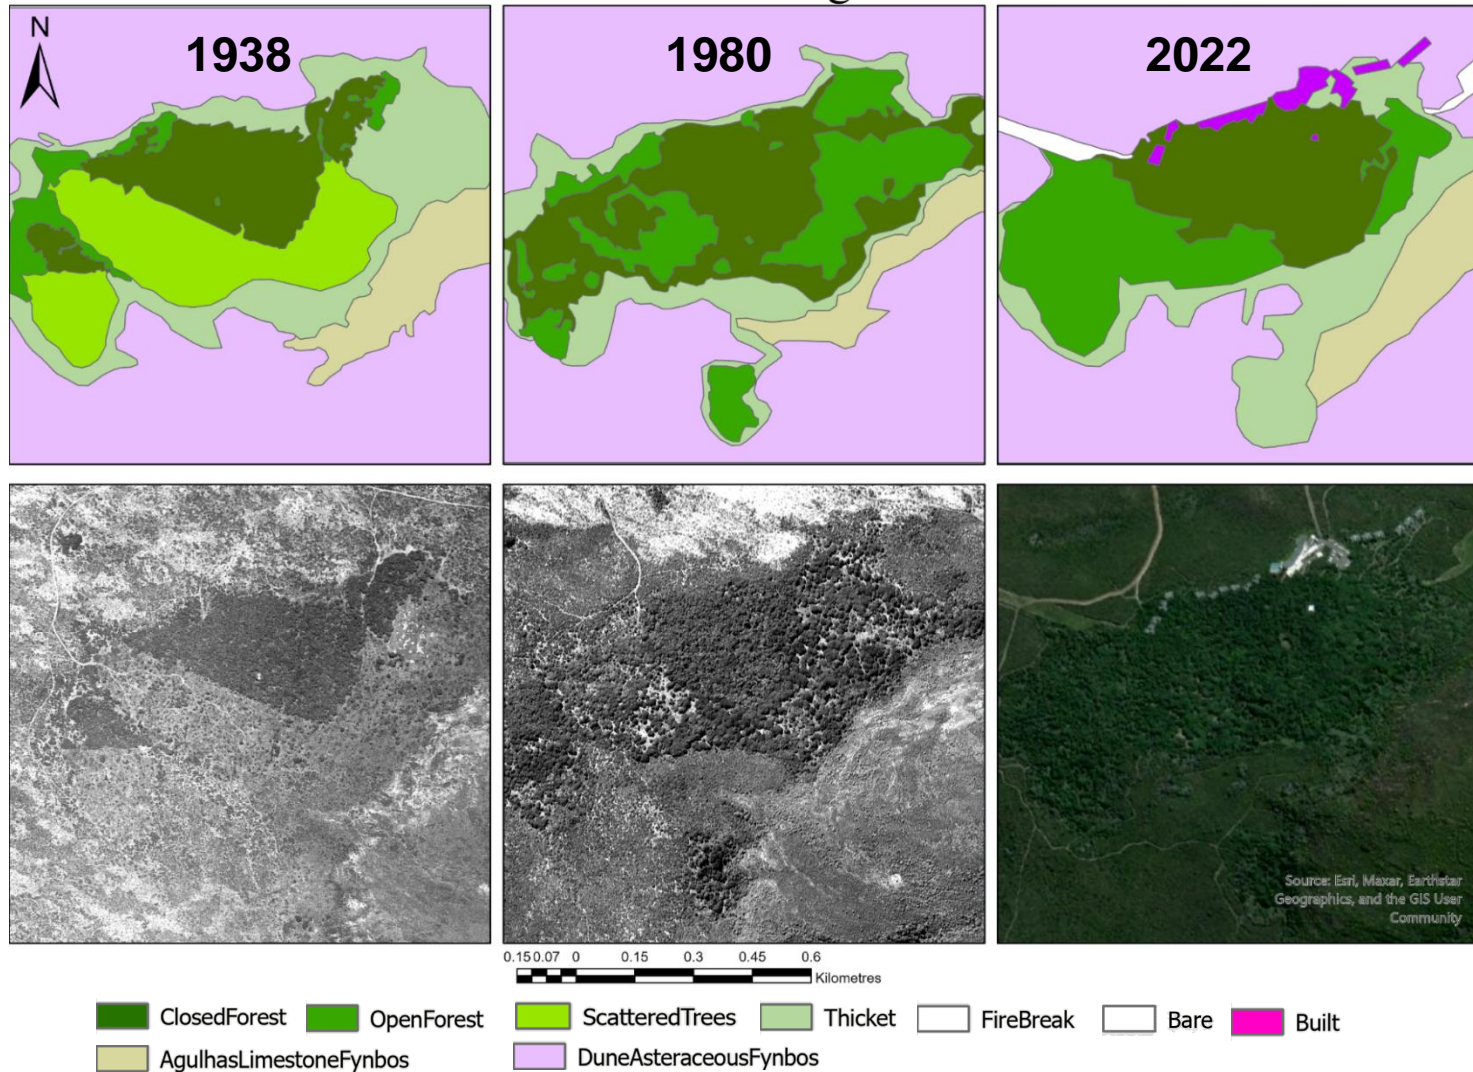 N
1938
1980
2022
Source: Esri, Maxar, Earthstar
Geographics, and the GIS User
Community
0.15 0.07 0 0.15 0.3 0.45 0.6
Kilometres
ClosedForest OpenForest ScatteredTrees Thicket FireBreak Bare Built
AgulhasLimestoneFynbos DuneAsteraceousFynbos